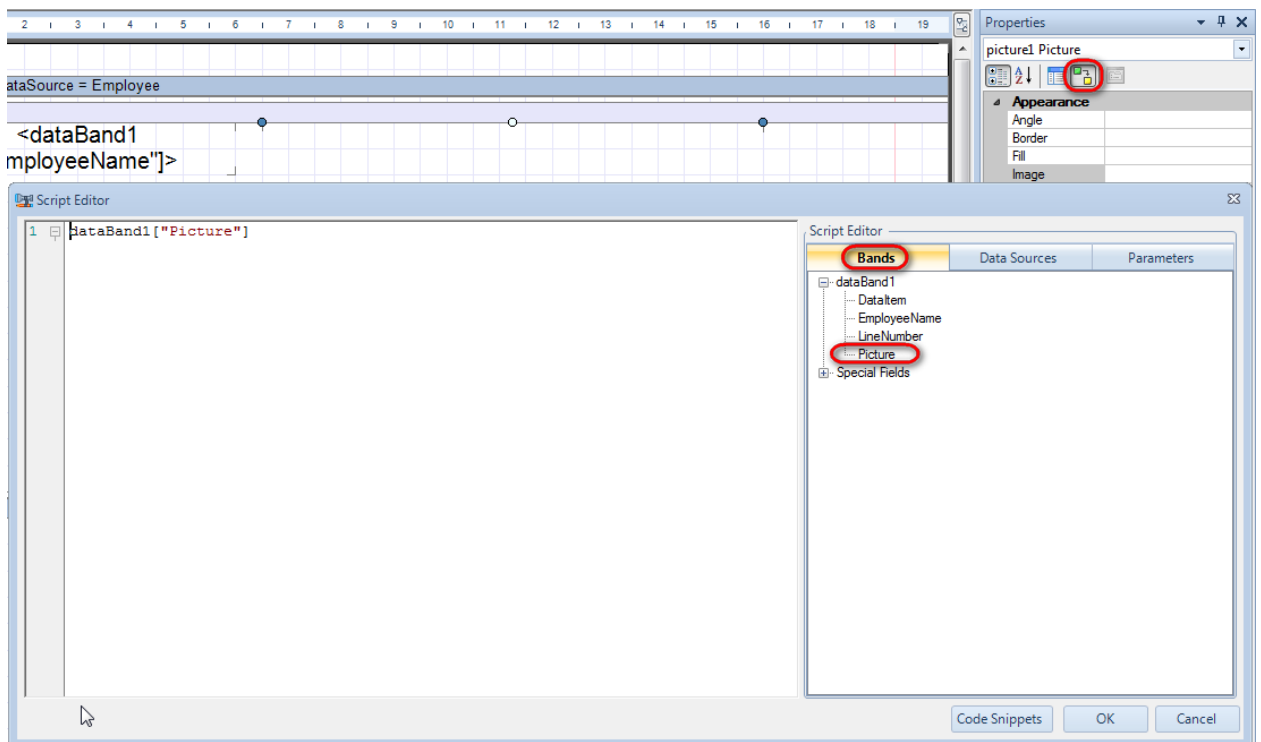 2 3 4 5 6 7 8 9 10 11 12 13 14 15 16 17 18 19
Properties
picture1 Picture
ataSource = Employee
Appearance
Angle
Border
Fill
Image
<dataBand1
mployeeName"]>
Script Editor
1 dataBand1["Picture"]
Script Editor
Bands Data Sources Parameters
dataBand1
DataItem
EmployeeName
LineNumber
Picture
Special Fields
Code Snippets OK Cancel